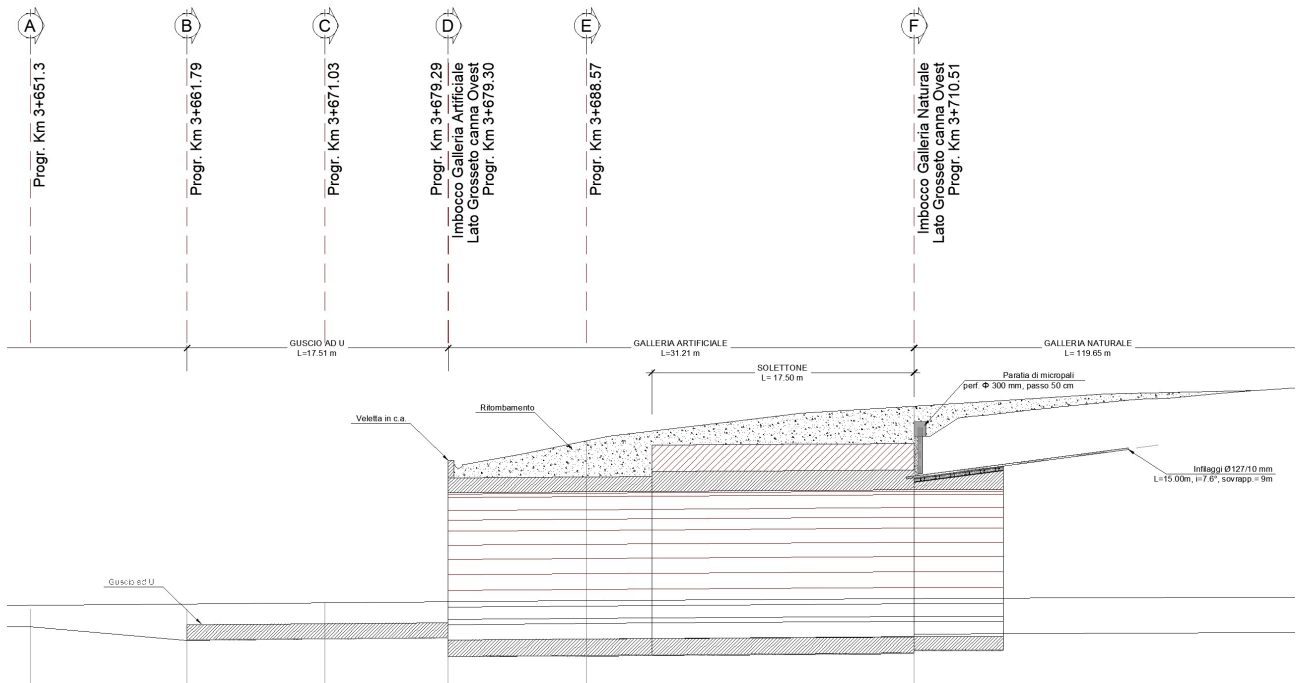 A
B
C
D
E
F
Progr. Km 3+651.3
Progr. Km 3+661.79
Progr. Km 3+671.03
Progr. Km 3+679.29
Imbocco Galleria Artificiale
Lato Grosseto canna Ovest
Progr. Km 3+679.30
Progr. Km 3+688.57
Imbocco Galleria Naturale
Lato Grosseto canna Ovest
Progr. Km 3+710.51
GUSCIO AD U
L=17.51 m
GALLERIA ARTIFICIALE
L=31.21 m
GALLERIA NATURALE
L= 119.65 m
SOLETTONE
L= 17.50 m
Paratia di micropali
perf. Φ 300 mm, passo 50 cm
Veletta in c.a.
Ritombamento
Infilaggi Ø127/10 mm
L=15.00m, i=7.6°, sovrapp.= 9m
Guscio ad U